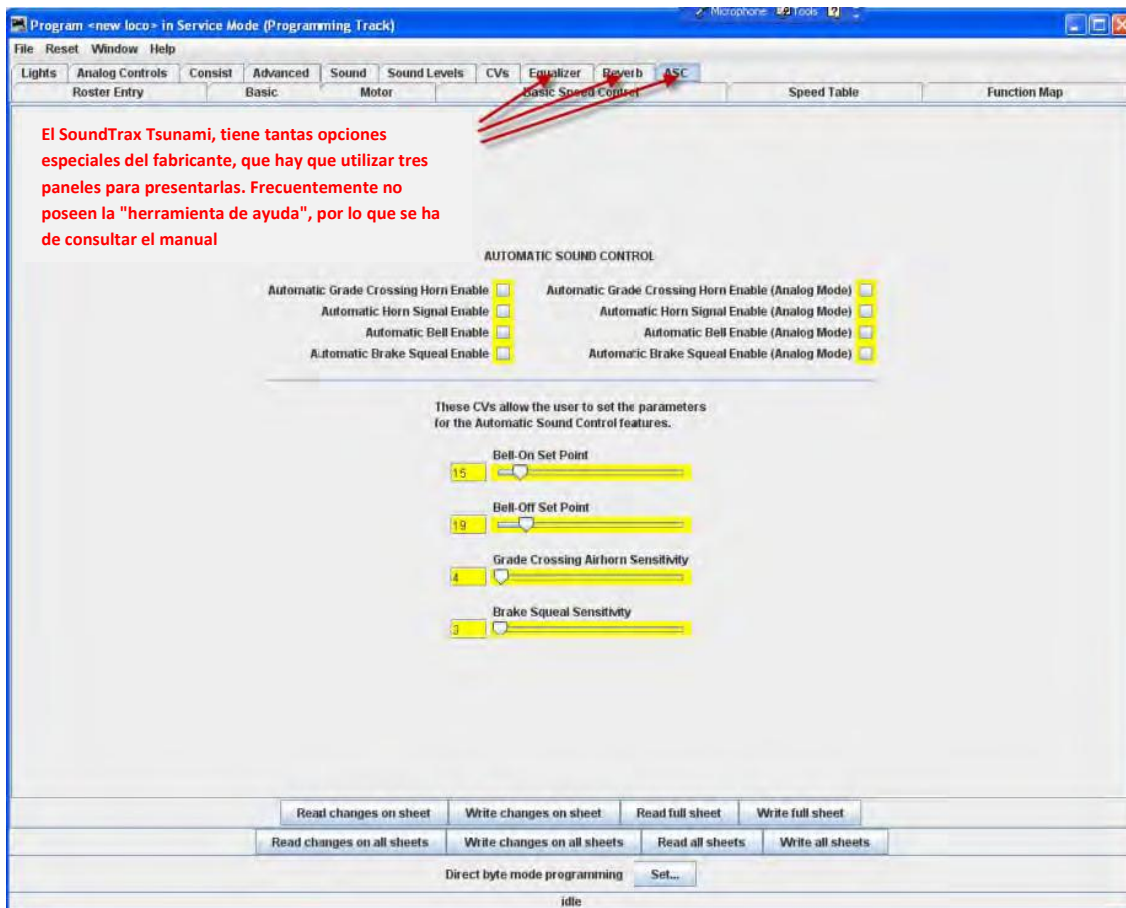 Microphone Tools
Program <new loco> in Service Mode (Programming Track)
File Reset Window Help
Lights Analog Controls Consist Advanced Sound Sound Levels CVs Equalizer Reverb ASC
Roster Entry Basic Motor Basic Speed Control Speed Table Function Map
El SoundTrax Tsunami, tiene tantas opciones
especiales del fabricante, que hay que utilizar tres
paneles para presentarlas. Frecuentemente no
poseen la "herramienta de ayuda", por lo que se ha
de consultar el manual
AUTOMATIC SOUND CONTROL
Automatic Grade Crossing Horn Enable Automatic Grade Crossing Horn Enable (Analog Mode)
Automatic Horn Signal Enable Automatic Horn Signal Enable (Analog Mode)
Automatic Bell Enable Automatic Bell Enable (Analog Mode)
Automatic Brake Squeal Enable Automatic Brake Squeal Enable (Analog Mode)
These CVs allow the user to set the parameters
for the Automatic Sound Control features.
Bell-On Set Point
15
Bell-Off Set Point
19
Grade Crossing Airhorn Sensitivity
4
Brake Squeal Sensitivity
3
Read changes on sheet Write changes on sheet Read full sheet Write full sheet
Read changes on all sheets Write changes on all sheets Read all sheets Write all sheets
Direct byte mode programming Set...
idle